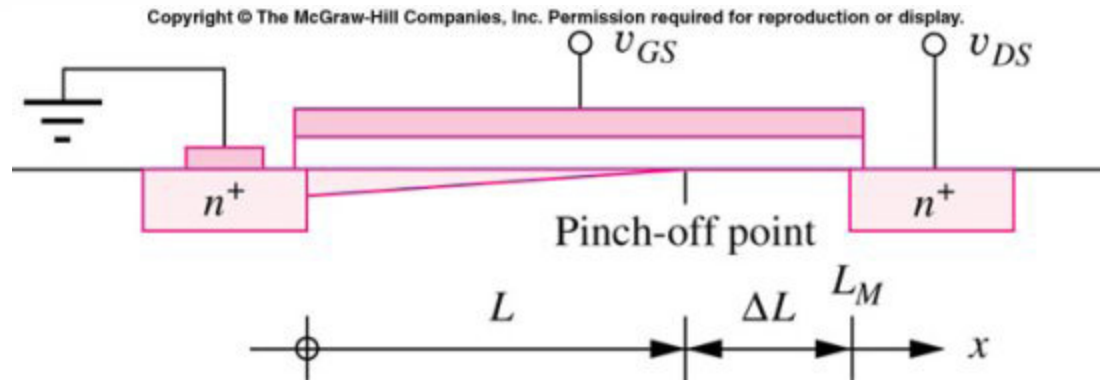 Copyright © The McGraw-Hill Companies, Inc. Permission required for reproduction or display.
v_GS
v_DS
n⁺
n⁺
Pinch-off point
L
ΔL
L_M
x